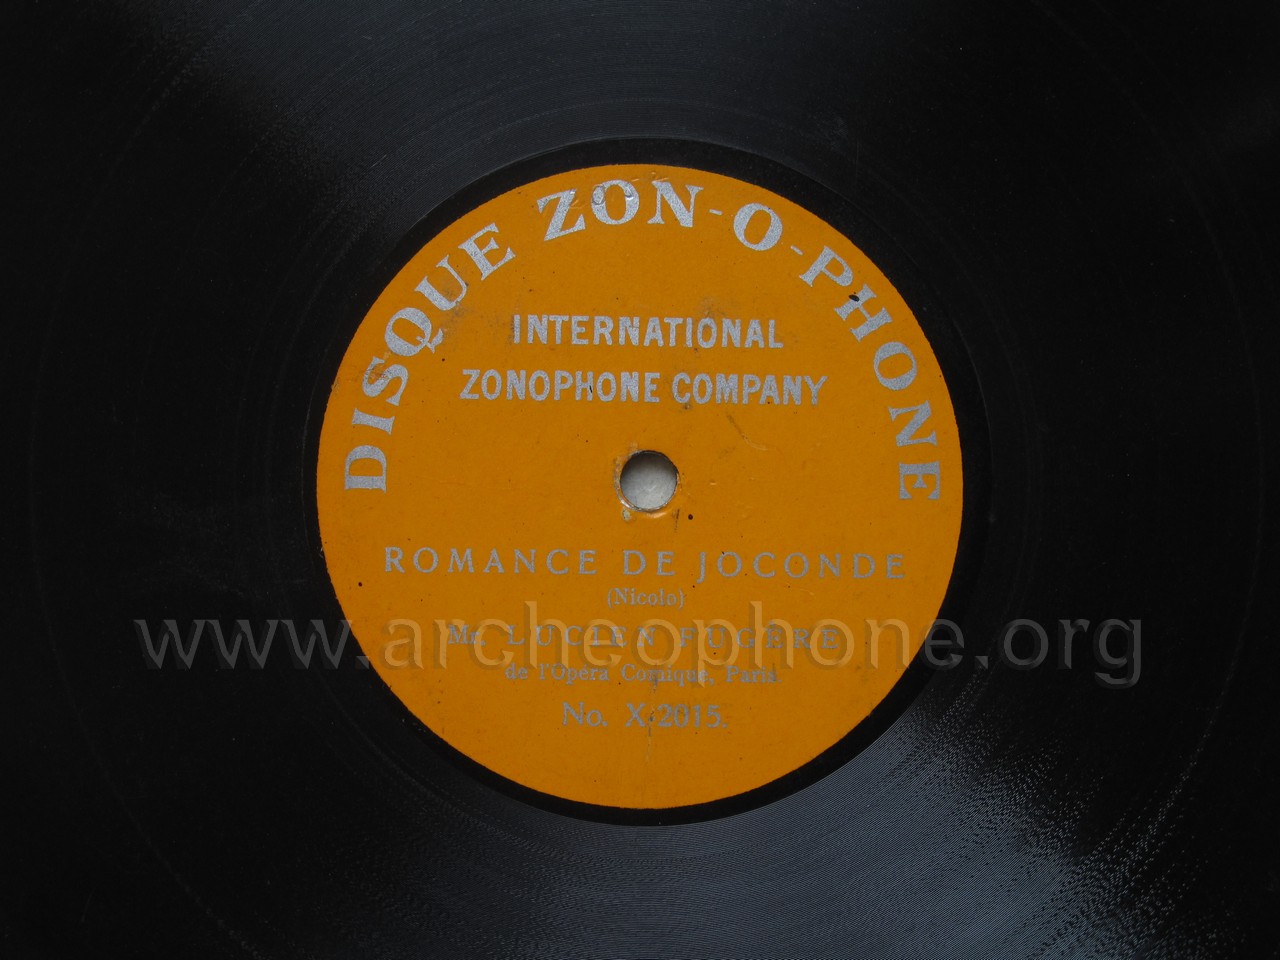 DISQUE ZON-O-PHONE
INTERNATIONAL
ZONOPHONE COMPANY
ROMANCE DE JOCONDE
(Nicolo)
Mr. LUCIEN FUGÈRE
www.archeophone.org
de l'Opéra Comique, Paris.
No. X-2015.